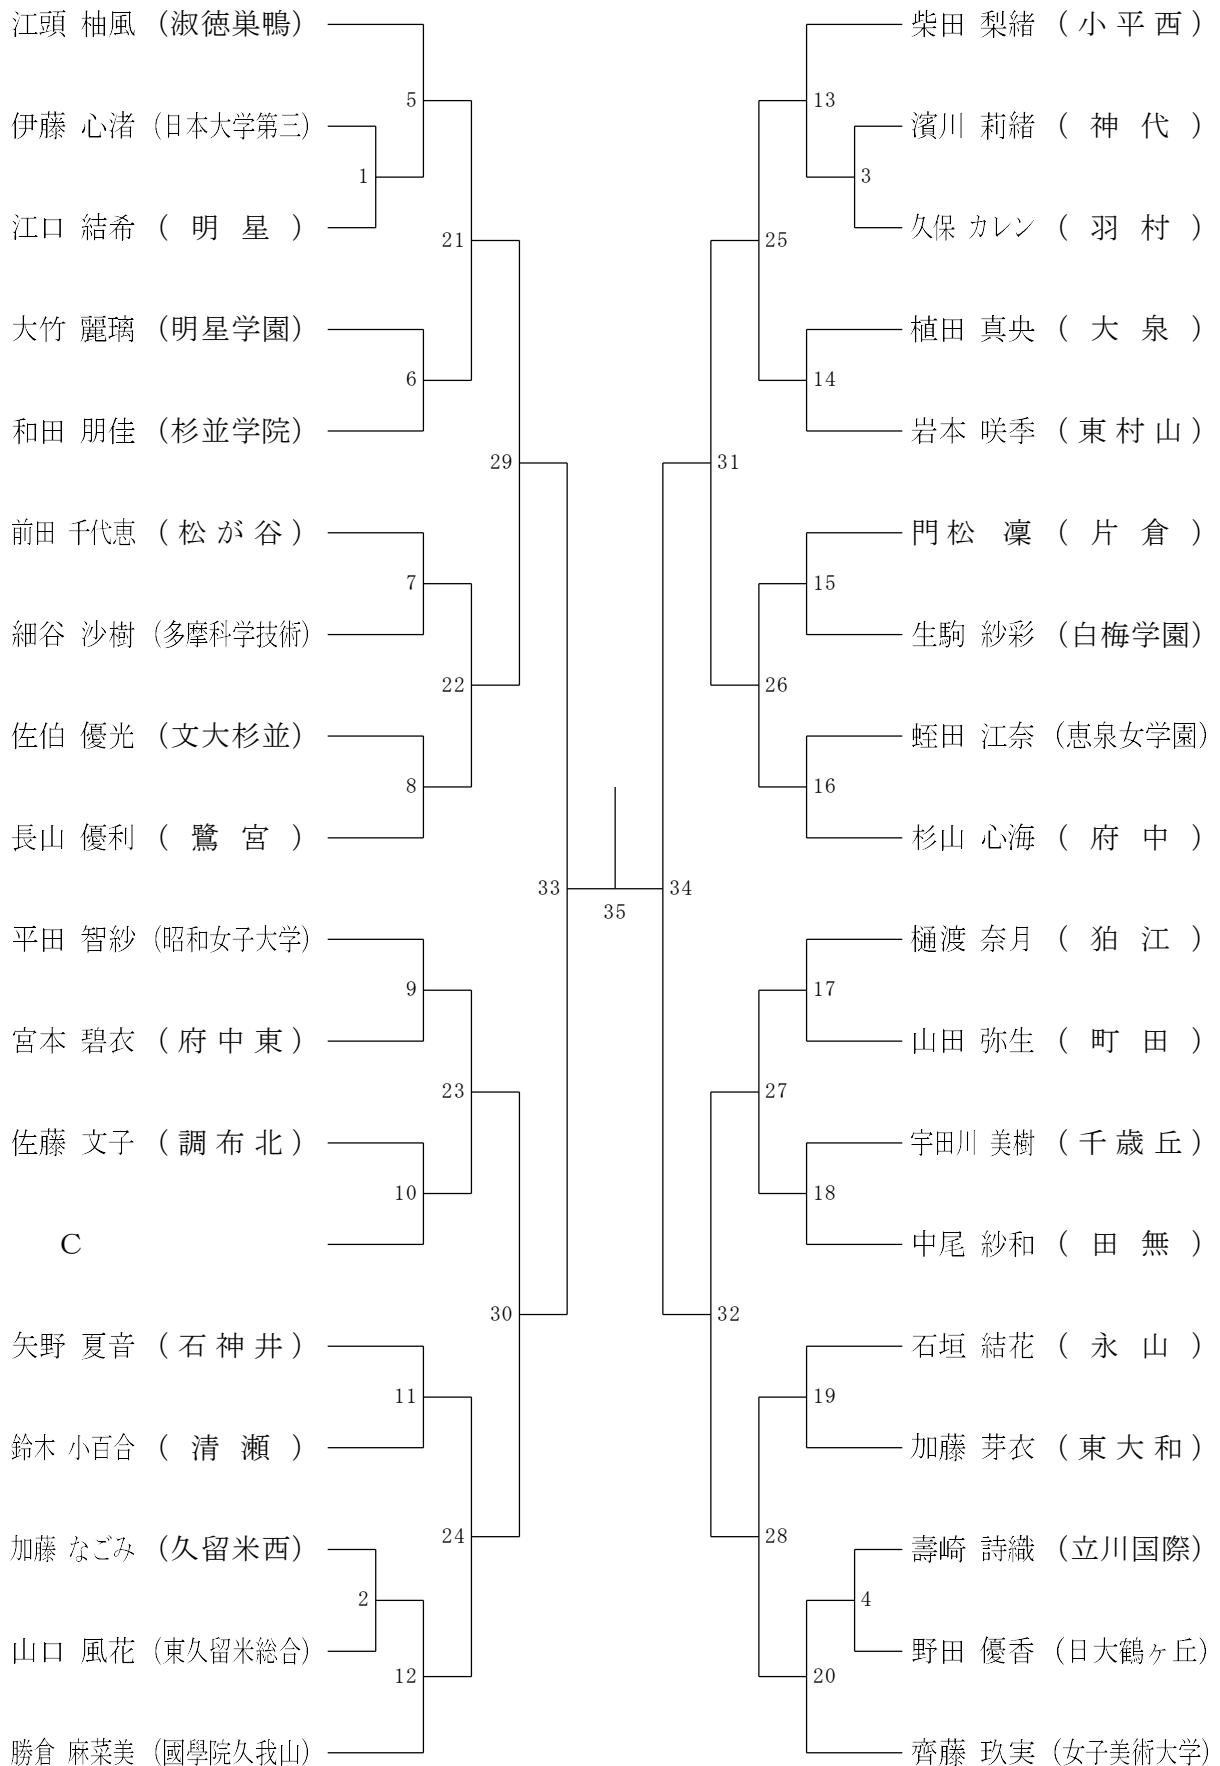 江頭 柚風 (淑徳巣鴨)
伊藤 心渚 (日本大学第三)
江口 結希 (明星)
大竹 麗璃 (明星学園)
和田 朋佳 (杉並学院)
前田 千代恵 (松が谷)
細谷 沙樹 (多摩科学技術)
佐伯 優光 (文大杉並)
長山 優利 (鷺宮)
平田 智紗 (昭和女子大学)
宮本 碧衣 (府中東)
佐藤 文子 (調布北)
C
矢野 夏音 (石神井)
鈴木 小百合 (清瀬)
加藤 なごみ (久留米西)
山口 風花 (東久留米総合)
勝倉 麻菜美 (國學院久我山)
1
2
5
6
7
8
9
10
11
12
21
22
23
24
29
30
33
35
34
31
32
25
26
27
28
13
14
15
16
17
18
19
20
3
4
柴田 梨緒 (小平西)
濱川 莉緒 (神代)
久保 カレン (羽村)
植田 真央 (大泉)
岩本 咲季 (東村山)
門松 凜 (片倉)
生駒 紗彩 (白梅学園)
蛭田 江奈 (恵泉女学園)
杉山 心海 (府中)
樋渡 奈月 (狛江)
山田 弥生 (町田)
宇田川 美樹 (千歳丘)
中尾 紗和 (田無)
石垣 結花 (永山)
加藤 芽衣 (東大和)
壽崎 詩織 (立川国際)
野田 優香 (日大鶴ヶ丘)
齊藤 玖実 (女子美術大学)